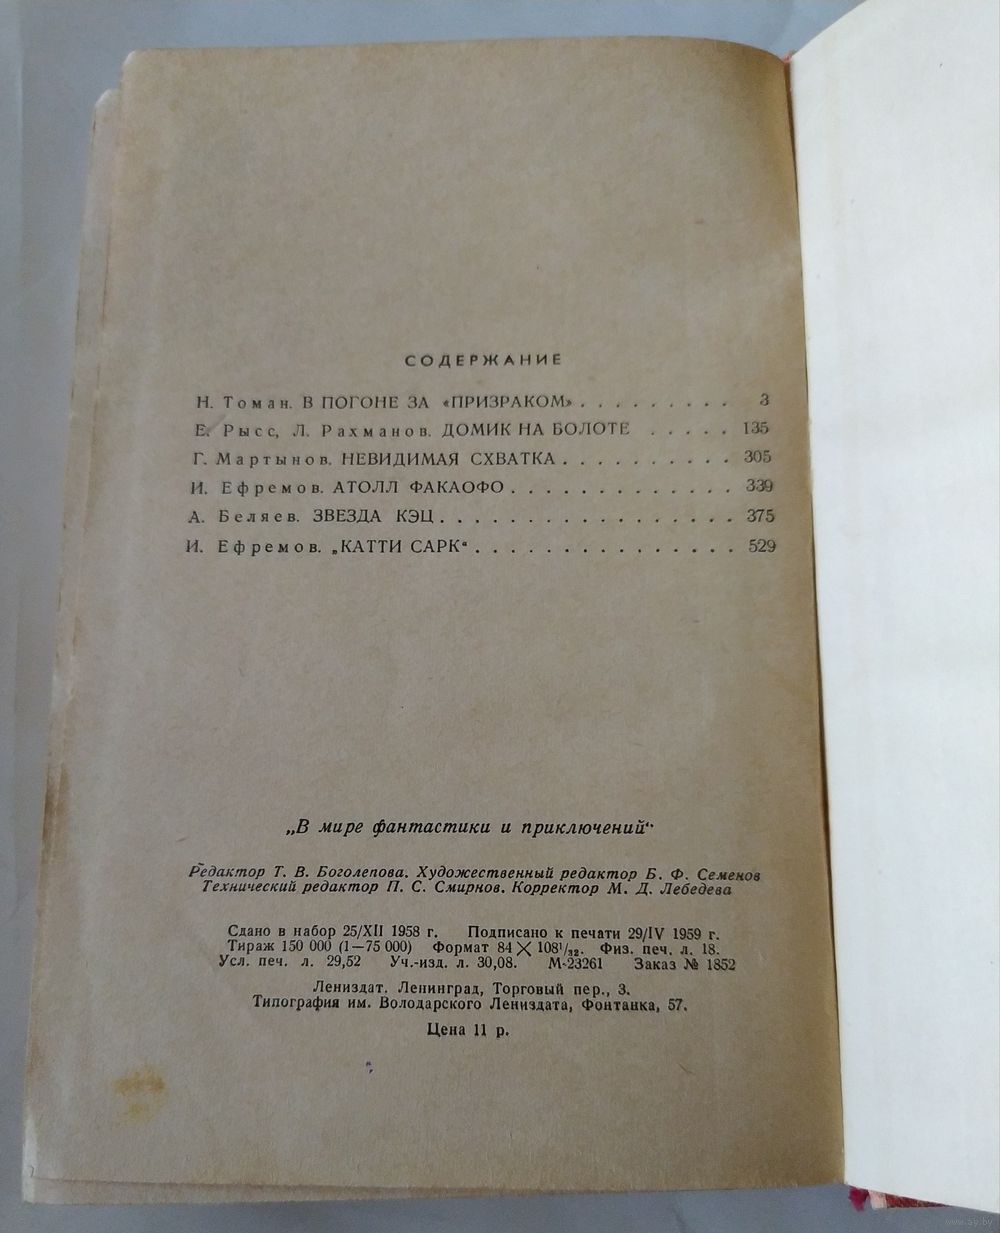 СОДЕРЖАНИЕ
Н. Томан. В ПОГОНЕ ЗА «ПРИЗРАКОМ» . . . . . . . . . 3
Е. Рысс, Л. Рахманов. ДОМИК НА БОЛОТЕ . . . . . 135
Г. Мартынов. НЕВИДИМАЯ СХВАТКА . . . . . . . . . . 305
И. Ефремов. АТОЛЛ ФАКАОФО . . . . . . . . . . . . . 339
А. Беляев. ЗВЕЗДА КЭЦ . . . . . . . . . . . . . . . . . 375
И. Ефремов. „КАТТИ САРК“ . . . . . . . . . . . . . . . 529
„В мире фантастики и приключений“
Редактор Т. В. Боголепова. Художественный редактор Б. Ф. Семенов
Технический редактор П. С. Смирнов. Корректор М. Д. Лебедева
Сдано в набор 25/XII 1958 г. Подписано к печати 29/IV 1959 г.
Тираж 150 000 (1—75 000) Формат 84×108¹/₃₂. Физ. печ. л. 18.
Усл. печ. л. 29,52 Уч.-изд. л. 30,08. М-23261 Заказ № 1852
Лениздат. Ленинград, Торговый пер., 3.
Типография им. Володарского Лениздата, Фонтанка, 57.
Цена 11 р.
www.ay.by